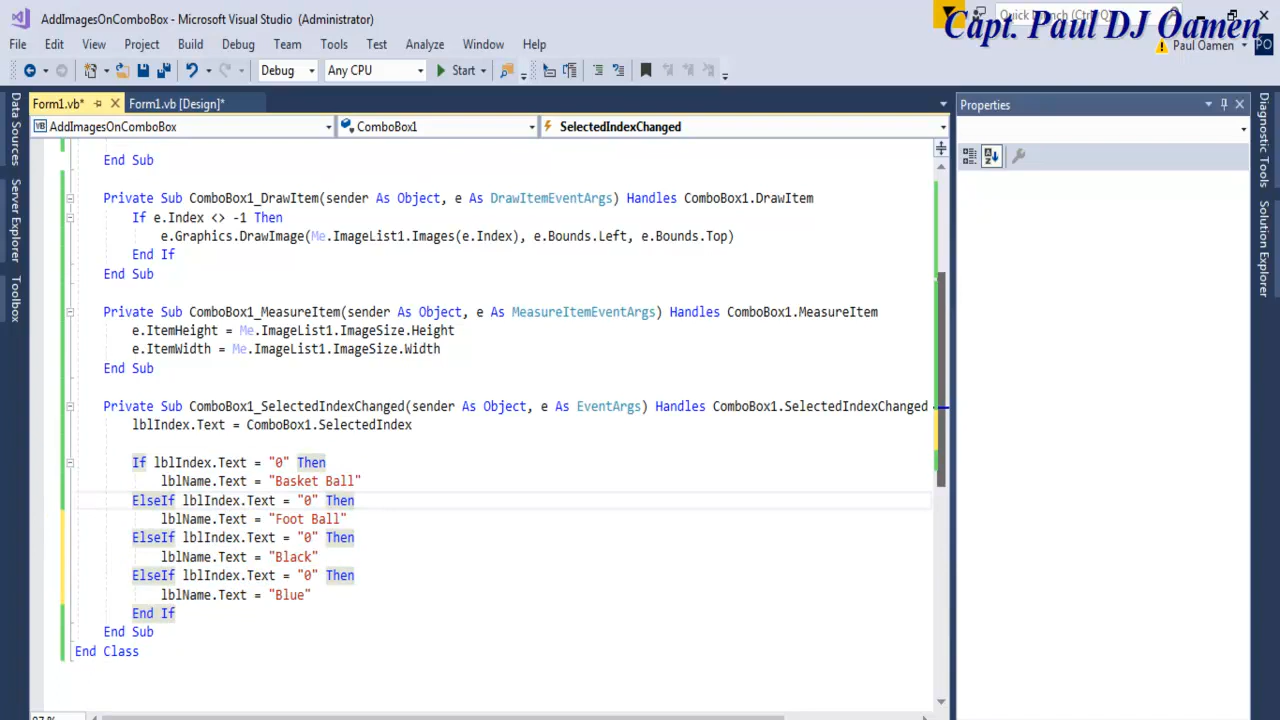 AddImagesOnComboBox - Microsoft Visual Studio (Administrator)
Quick Launch (Ctrl+Q)
Capt. Paul DJ Oamen
File Edit View Project Build Debug Team Tools Test Analyze Window Help
Paul Oamen
PO
Debug Any CPU Start
Form1.vb* Form1.vb [Design]*
Properties
AddImagesOnComboBox ComboBox1 SelectedIndexChanged
Data Sources
Server Explorer
Toolbox
Diagnostic Tools
Solution Explorer
End Sub
Private Sub ComboBox1_DrawItem(sender As Object, e As DrawItemEventArgs) Handles ComboBox1.DrawItem
If e.Index <> -1 Then
e.Graphics.DrawImage(Me.ImageList1.Images(e.Index), e.Bounds.Left, e.Bounds.Top)
End If
End Sub
Private Sub ComboBox1_MeasureItem(sender As Object, e As MeasureItemEventArgs) Handles ComboBox1.MeasureItem
e.ItemHeight = Me.ImageList1.ImageSize.Height
e.ItemWidth = Me.ImageList1.ImageSize.Width
End Sub
Private Sub ComboBox1_SelectedIndexChanged(sender As Object, e As EventArgs) Handles ComboBox1.SelectedIndexChanged
lblIndex.Text = ComboBox1.SelectedIndex
If lblIndex.Text = "0" Then
lblName.Text = "Basket Ball"
ElseIf lblIndex.Text = "0" Then
lblName.Text = "Foot Ball"
ElseIf lblIndex.Text = "0" Then
lblName.Text = "Black"
ElseIf lblIndex.Text = "0" Then
lblName.Text = "Blue"
End If
End Sub
End Class